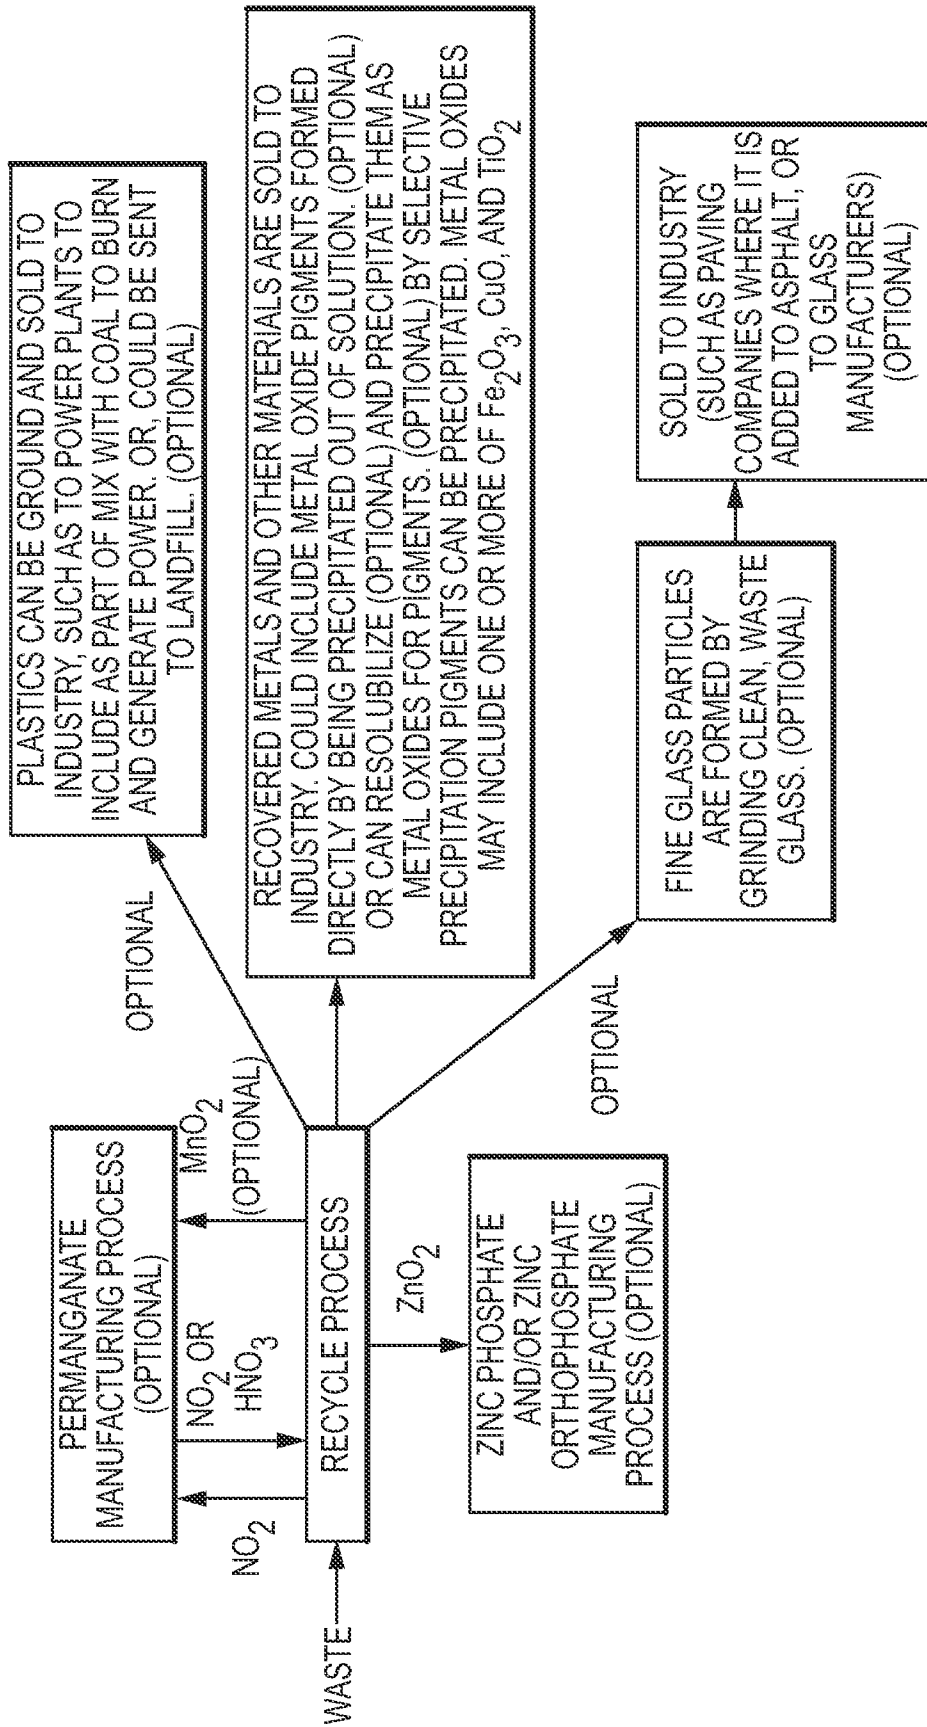 PERMANGANATE
MANUFACTURING PROCESS
(OPTIONAL)
NO₂
NO₂ OR
HNO₃
MnO₂
(OPTIONAL)
WASTE
RECYCLE PROCESS
ZnO₂
ZINC PHOSPHATE
AND/OR ZINC
ORTHOPHOSPHATE
MANUFACTURING
PROCESS (OPTIONAL)
OPTIONAL
PLASTICS CAN BE GROUND AND SOLD TO
INDUSTRY, SUCH AS TO POWER PLANTS TO
INCLUDE AS PART OF MIX WITH COAL TO BURN
AND GENERATE POWER. OR, COULD BE SENT
TO LANDFILL. (OPTIONAL)
RECOVERED METALS AND OTHER MATERIALS ARE SOLD TO
INDUSTRY. COULD INCLUDE METAL OXIDE PIGMENTS FORMED
DIRECTLY BY BEING PRECIPITATED OUT OF SOLUTION. (OPTIONAL)
OR CAN RESOLUBILIZE (OPTIONAL) AND PRECIPITATE THEM AS
METAL OXIDES FOR PIGMENTS. (OPTIONAL) BY SELECTIVE
PRECIPITATION PIGMENTS CAN BE PRECIPITATED. METAL OXIDES
MAY INCLUDE ONE OR MORE OF Fe₂O₃, CuO, AND TiO₂
OPTIONAL
FINE GLASS PARTICLES
ARE FORMED BY
GRINDING CLEAN, WASTE
GLASS. (OPTIONAL)
SOLD TO INDUSTRY
(SUCH AS PAVING
COMPANIES WHERE IT IS
ADDED TO ASPHALT, OR
TO GLASS
MANUFACTURERS)
(OPTIONAL)